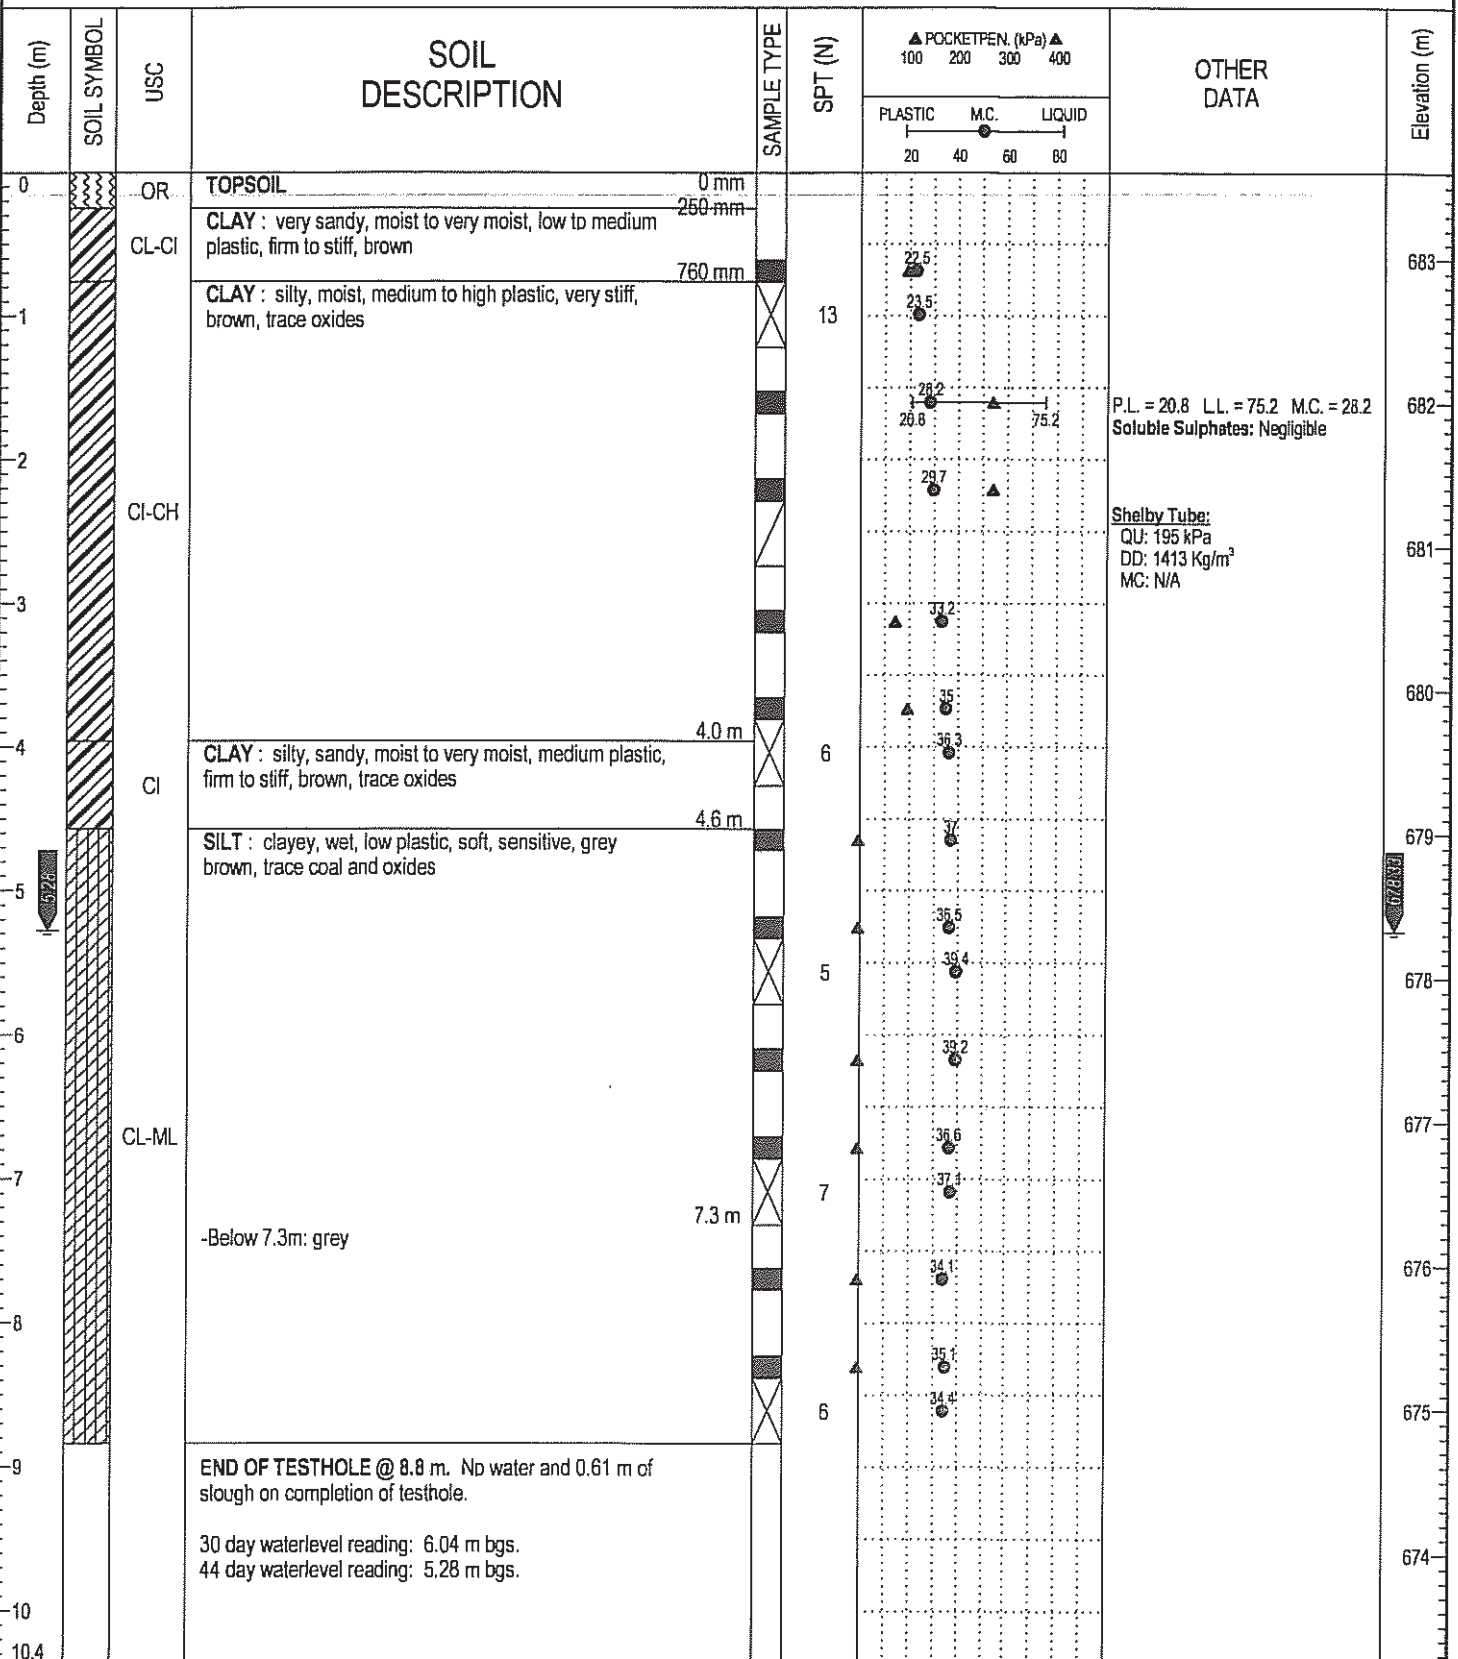 Depth (m)
SOIL SYMBOL
USC
SOIL
DESCRIPTION
SAMPLE TYPE
SPT (N)
▲ POCKETPEN. (kPa) ▲
100 200 300 400
PLASTIC M.C. LIQUID
20 40 60 80
OTHER
DATA
Elevation (m)
0
OR
TOPSOIL 0 mm
250 mm
CL-CI
CLAY : very sandy, moist to very moist, low to medium
plastic, firm to stiff, brown
760 mm
22.5
683
CLAY : silty, moist, medium to high plastic, very stiff,
brown, trace oxides
1
13
23.5
28.2
20.8 75.2
P.L. = 20.8 L.L. = 75.2 M.C. = 28.2
Soluble Sulphates: Negligible
682
2
29.7
CI-CH
Shelby Tube:
QU: 195 kPa
DD: 1413 Kg/m³
MC: N/A
681
3
33.2
35
680
4.0 m
4
CLAY : silty, sandy, moist to very moist, medium plastic,
firm to stiff, brown, trace oxides
6
36.3
CI
4.6 m
37
679
SILT : clayey, wet, low plastic, soft, sensitive, grey
brown, trace coal and oxides
5
5.28
36.5
5
39.4
678
6
39.2
CL-ML
36.6
677
7
7
37.1
7.3 m
-Below 7.3m: grey
34.1
676
8
35.1
6
34.4
675
9
END OF TESTHOLE @ 8.8 m. No water and 0.61 m of
slough on completion of testhole.
30 day waterlevel reading: 6.04 m bgs.
44 day waterlevel reading: 5.28 m bgs.
674
10
10.4